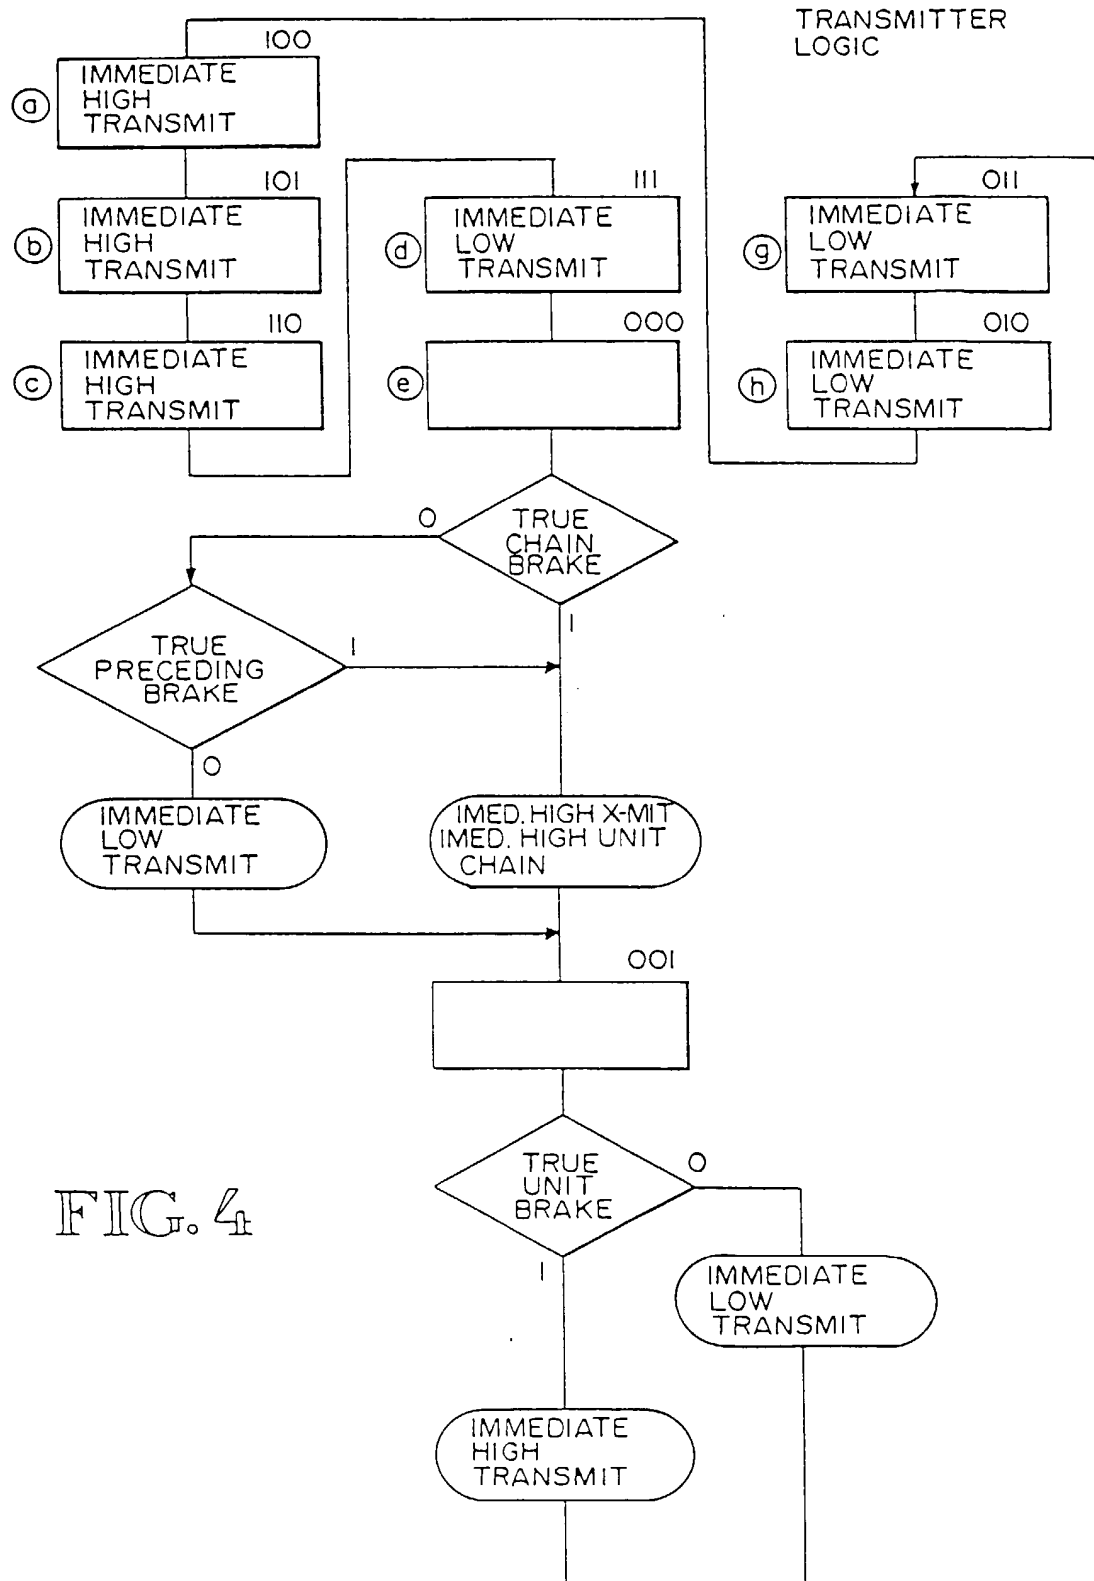 TRANSMITTER
LOGIC
100
a
IMMEDIATE
HIGH
TRANSMIT
101
b
IMMEDIATE
HIGH
TRANSMIT
110
c
IMMEDIATE
HIGH
TRANSMIT
111
d
IMMEDIATE
LOW
TRANSMIT
000
e
011
g
IMMEDIATE
LOW
TRANSMIT
010
h
IMMEDIATE
LOW
TRANSMIT
TRUE
CHAIN
BRAKE
0
1
TRUE
PRECEDING
BRAKE
1
0
IMMEDIATE
LOW
TRANSMIT
IMED. HIGH X-MIT
IMED. HIGH UNIT
CHAIN
001
TRUE
UNIT
BRAKE
0
1
IMMEDIATE
LOW
TRANSMIT
IMMEDIATE
HIGH
TRANSMIT
FIG. 4